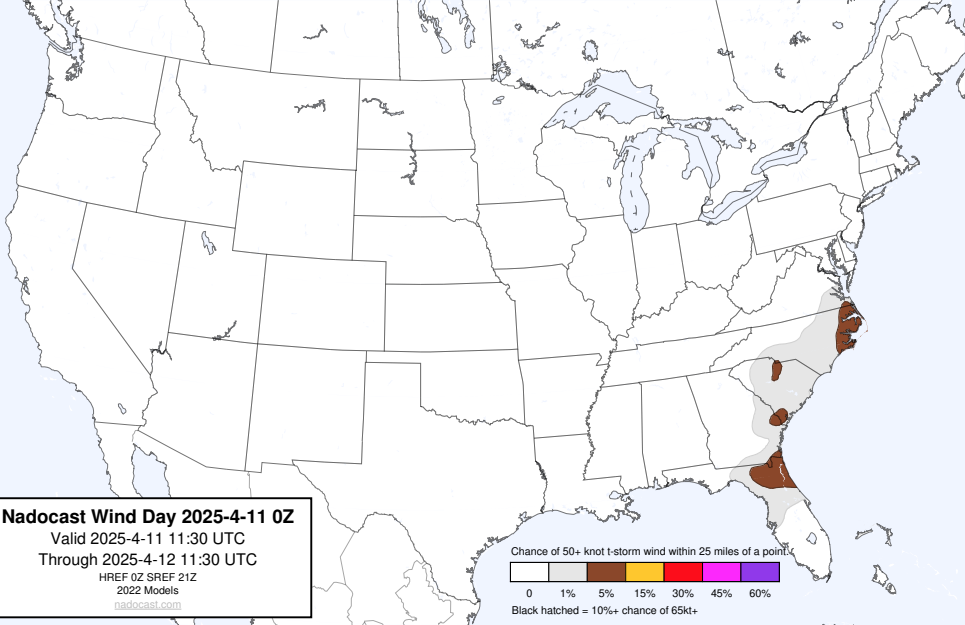 Nadocast Wind Day 2025-4-11 0Z
Valid 2025-4-11 11:30 UTC
Through 2025-4-12 11:30 UTC
HREF 0Z SREF 21Z
2022 Models
nadocast.com
Chance of 50+ knot t-storm wind within 25 miles of a point.
0 1% 5% 15% 30% 45% 60%
Black hatched = 10%+ chance of 65kt+